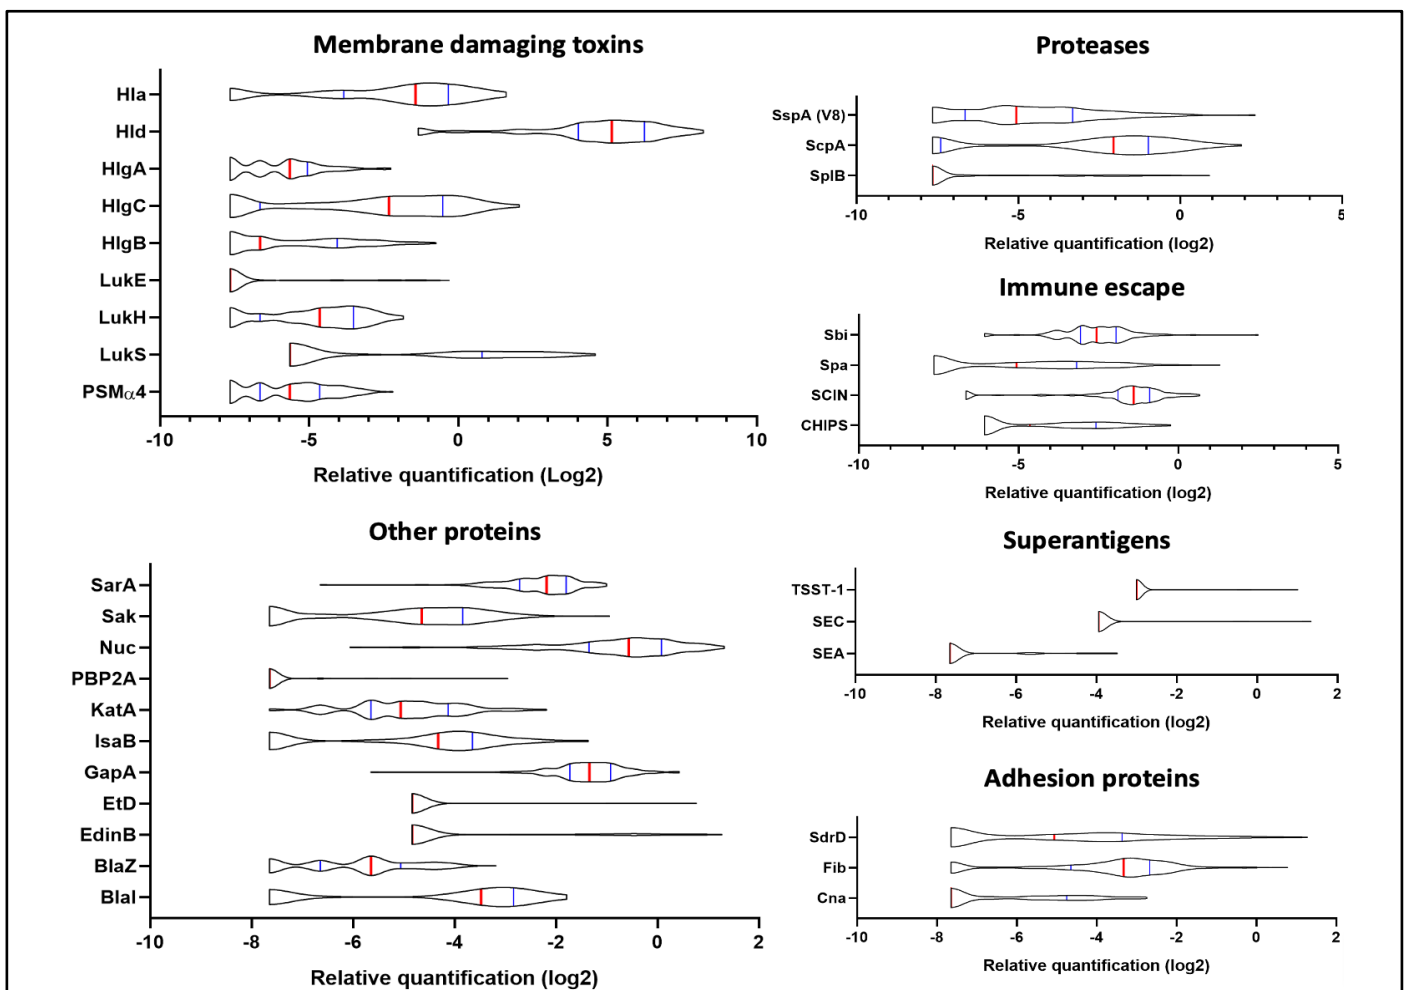 Membrane damaging toxins
Hla
Hld
HlgA
HlgC
HlgB
LukE
LukH
LukS
PSMα4
-10 -5 0 5 10
Relative quantification (Log2)
Other proteins
SarA
Sak
Nuc
PBP2A
KatA
IsaB
GapA
EtD
EdinB
BlaZ
BlaI
-10 -8 -6 -4 -2 0 2
Relative quantification (log2)
Proteases
SspA (V8)
ScpA
SplB
-10 -5 0 5
Relative quantification (log2)
Immune escape
Sbi
Spa
SCIN
CHIPS
-10 -5 0 5
Relative quantification (log2)
Superantigens
TSST-1
SEC
SEA
-10 -8 -6 -4 -2 0 2
Relative quantification (log2)
Adhesion proteins
SdrD
Fib
Cna
-10 -8 -6 -4 -2 0 2
Relative quantification (log2)